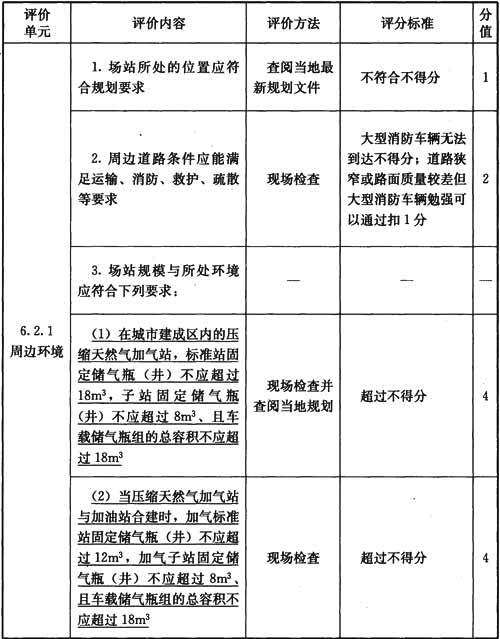 评价
单元
评价内容
评价方法
评分标准
分
值
6.2.1
周边环境
1. 场站所处的位置应符
合规划要求
查阅当地最
新规划文件
不符合不得分
1
2. 周边道路条件应能满
足运输、消防、救护、疏散
等要求
现场检查
大型消防车辆无法
到达不得分；道路狭
窄或路面质量较差但
大型消防车辆勉强可
以通过扣1分
2
3. 场站规模与所处环境
应符合下列要求：
—
—
—
（1）在城市建成区内的压
缩天然气加气站，标准站固
定储气瓶（井）不应超过
18m³，子站固定储气瓶
（井）不应超过8m³、且车
载储气瓶组的总容积不应超
过18m³
现场检查并
查阅当地规划
超过不得分
4
（2）当压缩天然气加气站
与加油站合建时，加气标准
站固定储气瓶（井）不应超
过12m³，加气子站固定储
气瓶（井）不应超过8m³、
且车载储气瓶组的总容积不
应超过18m³
现场检查
超过不得分
4